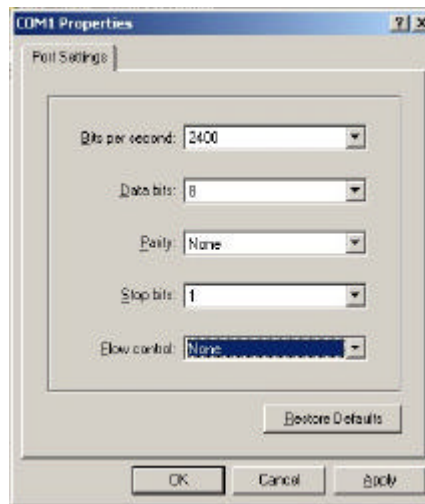 COM1 Properties
Port Settings
Bits per second: 2400
Data bits: 8
Parity: None
Stop bits: 1
Flow control: None
Restore Defaults
OK Cancel Apply